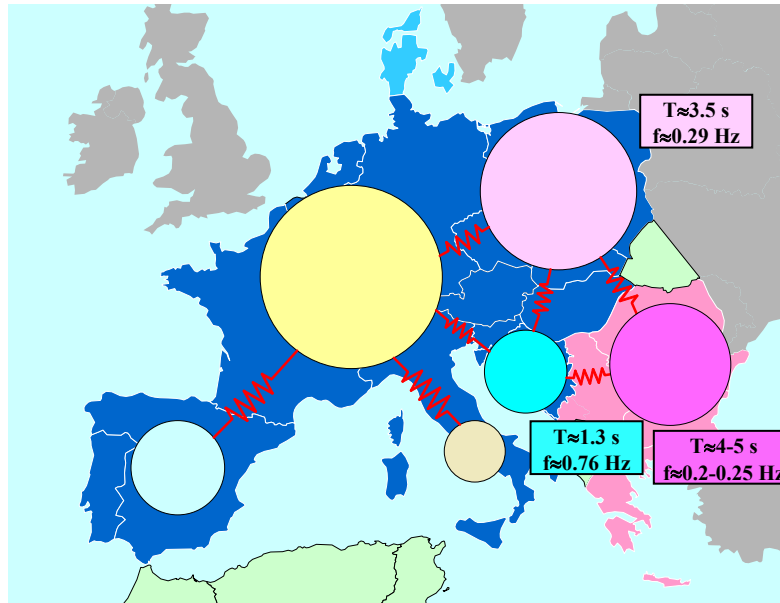 T≈3.5 s
f≈0.29 Hz
T≈1.3 s
f≈0.76 Hz
T≈4-5 s
f≈0.2-0.25 Hz